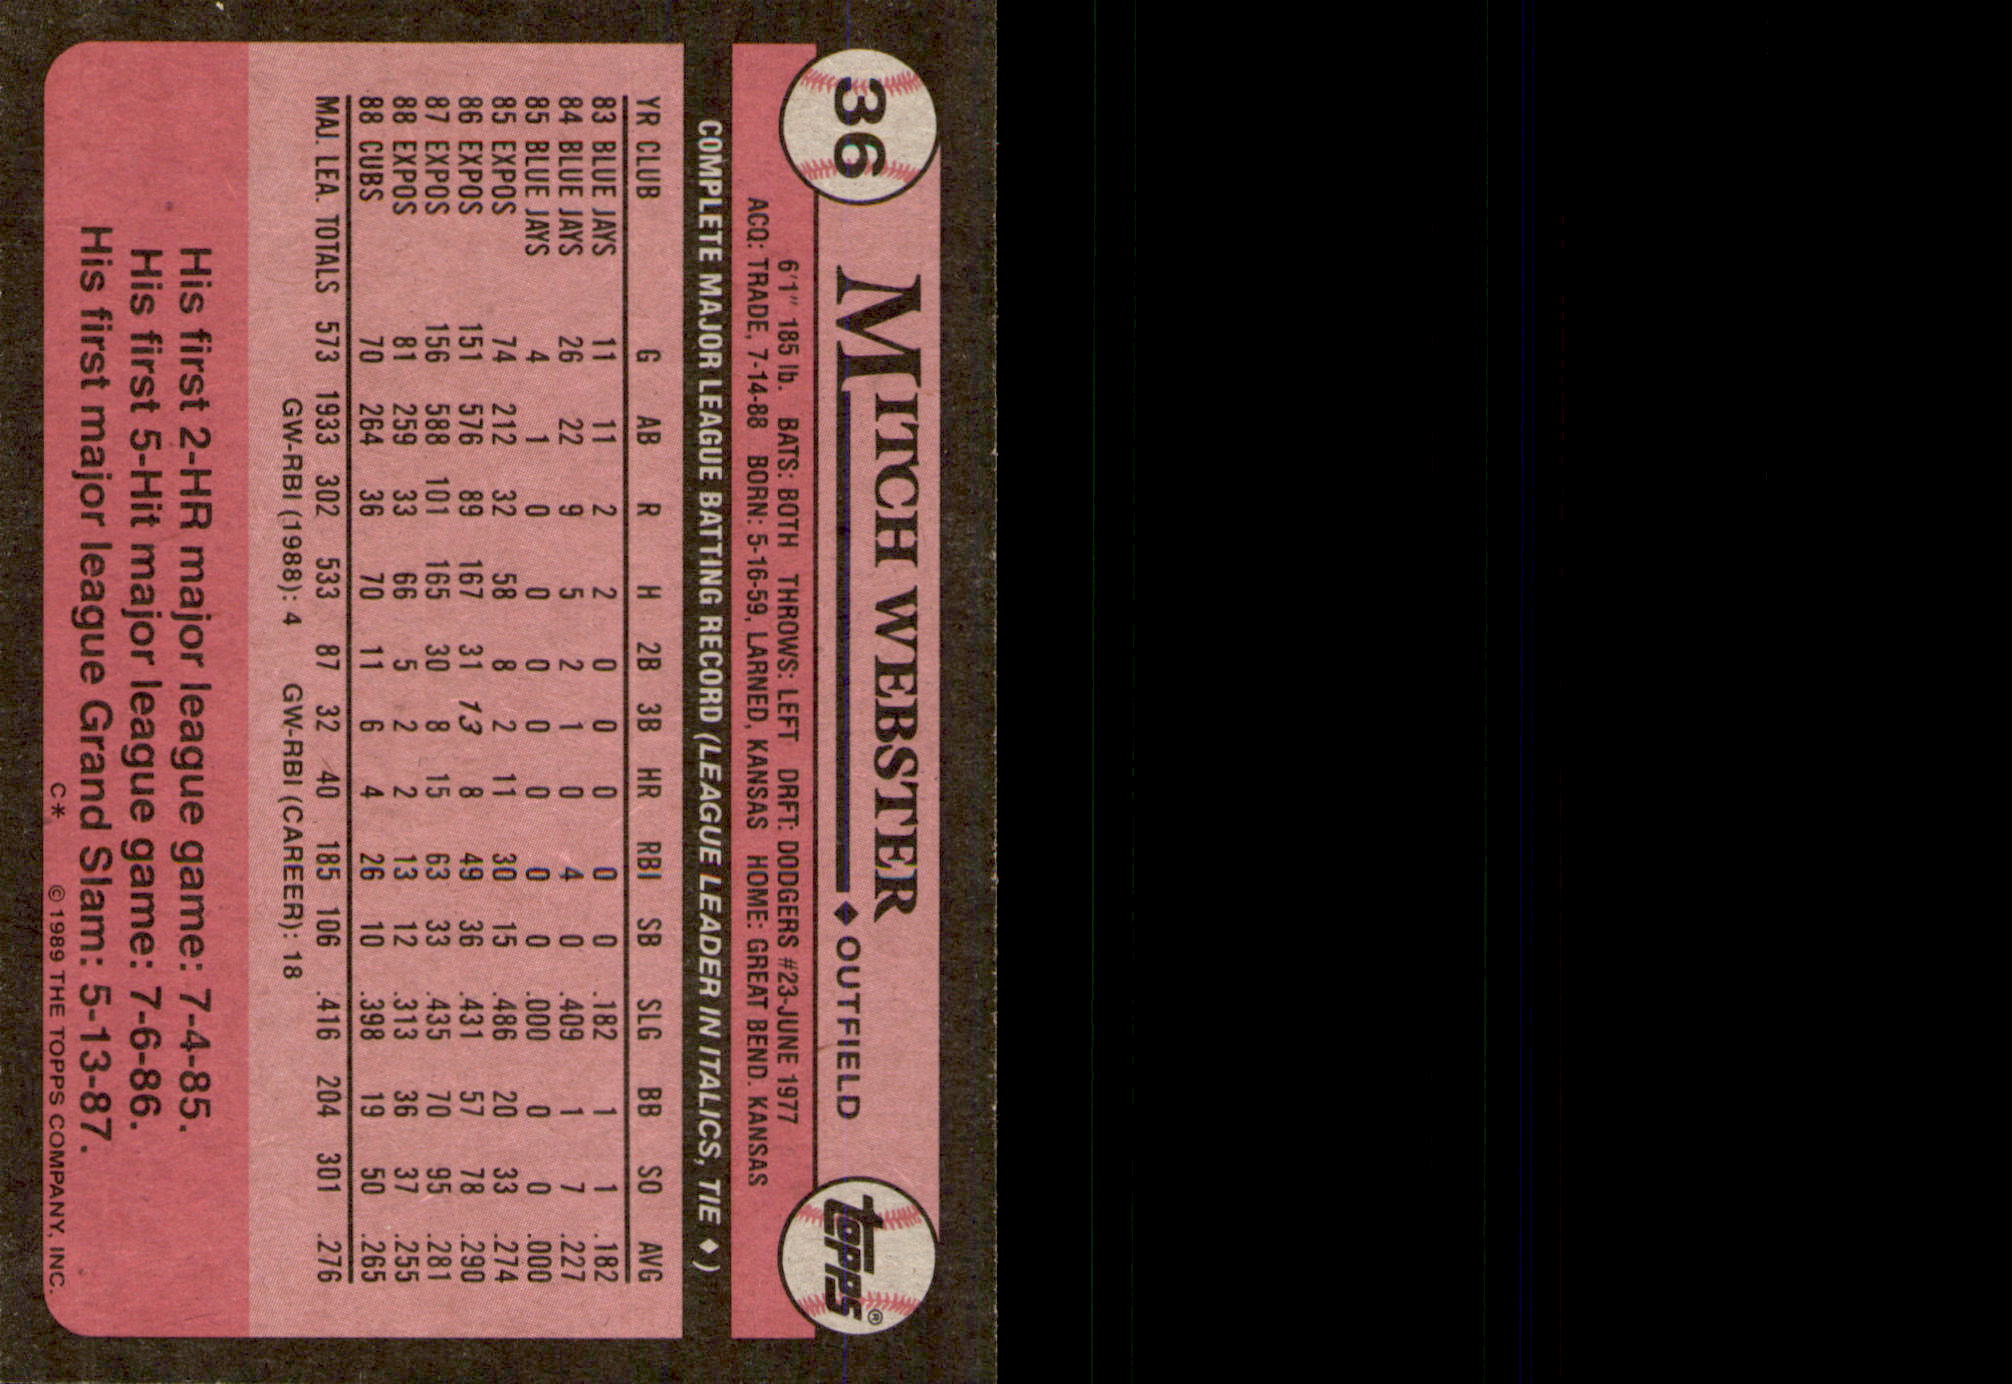 36
MITCH WEBSTER
◆OUTFIELD
topps®
6'1" 185 lb. BATS: BOTH THROWS: LEFT DRFT: DODGERS #23-JUNE 1977
ACQ: TRADE, 7-14-88 BORN: 5-16-59, LARNED, KANSAS HOME: GREAT BEND. KANSAS
COMPLETE MAJOR LEAGUE BATTING RECORD (LEAGUE LEADER IN ITALICS, TIE ◆)
YR CLUB G AB R H 2B 3B HR RBI SB SLG BB SO AVG
83 BLUE JAYS 11 11 2 2 0 0 0 0 0 .182 1 1 .182
84 BLUE JAYS 26 22 9 5 2 1 0 4 0 .409 1 7 .227
85 BLUE JAYS 4 1 0 0 0 0 0 0 0 .000 0 0 .000
85 EXPOS 74 212 32 58 8 2 11 30 15 .486 20 33 .274
86 EXPOS 151 576 89 167 31 13 8 49 36 .431 57 78 .290
87 EXPOS 156 588 101 165 30 8 15 63 33 .435 70 95 .281
88 EXPOS 81 259 33 66 5 2 2 13 12 .313 36 37 .255
88 CUBS 70 264 36 70 11 6 4 26 10 .398 19 50 .265
MAJ. LEA. TOTALS 573 1933 302 533 87 32 40 185 106 .416 204 301 .276
GW-RBI (1988): 4 GW-RBI (CAREER): 18
His first 2-HR major league game: 7-4-85.
His first 5-Hit major league game: 7-6-86.
His first major league Grand Slam: 5-13-87.
C* © 1989 THE TOPPS COMPANY, INC.